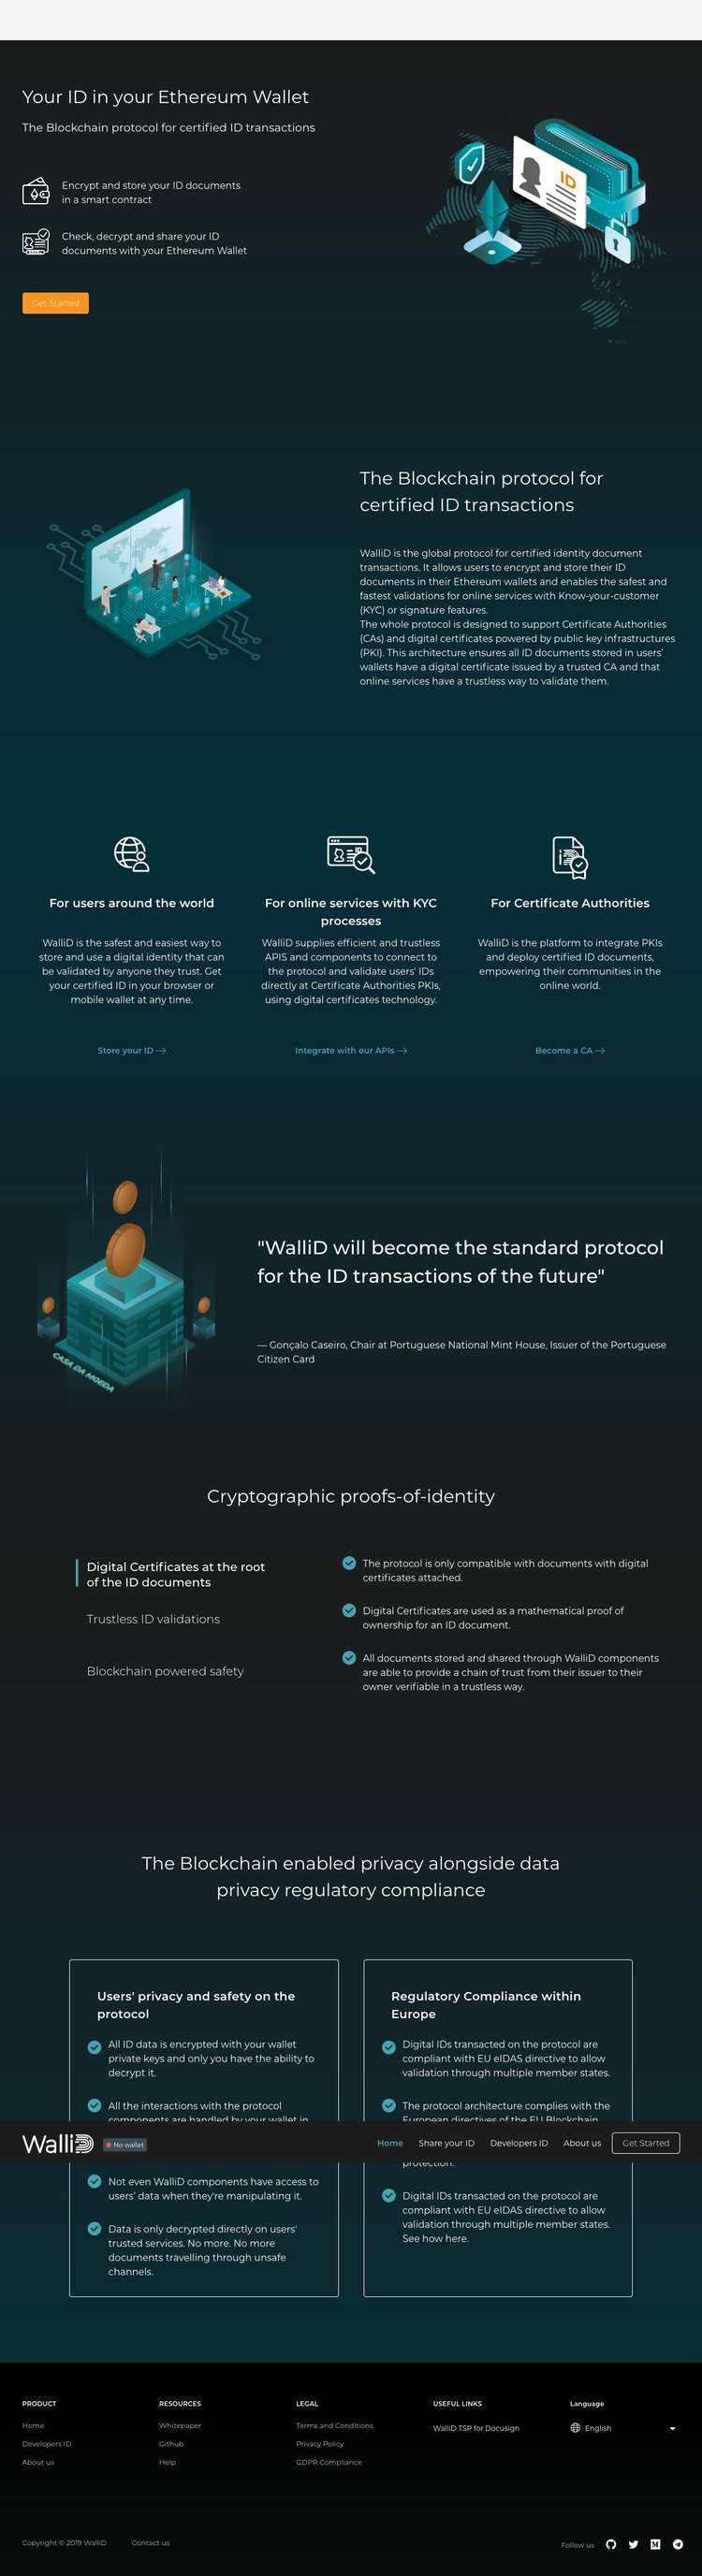 Your ID in your Ethereum Wallet
The Blockchain protocol for certified ID transactions
Encrypt and store your ID documents
in a smart contract
Check, decrypt and share your ID
documents with your Ethereum Wallet
Get Started
ID
The Blockchain protocol for
certified ID transactions
WalliD is the global protocol for certified identity document
transactions. It allows users to encrypt and store their ID
documents in their Ethereum wallets and enables the safest and
fastest validations for online services with Know-your-customer
(KYC) or signature features.
The whole protocol is designed to support Certificate Authorities
(CAs) and digital certificates powered by public key infrastructures
(PKI). This architecture ensures all ID documents stored in users'
wallets have a digital certificate issued by a trusted CA and that
online services have a trustless way to validate them.
For users around the world
WalliD is the safest and easiest way to
store and use a digital identity that can
be validated by anyone they trust. Get
your certified ID in your browser or
mobile wallet at any time.
Store your ID →
For online services with KYC
processes
WalliD supplies efficient and trustless
APIS and components to connect to
the protocol and validate users' IDs
directly at Certificate Authorities PKIs,
using digital certificates technology.
Integrate with our APIs →
For Certificate Authorities
WalliD is the platform to integrate PKIs
and deploy certified ID documents,
empowering their communities in the
online world.
Become a CA →
CASA DA MOEDA
"WalliD will become the standard protocol
for the ID transactions of the future"
— Gonçalo Caseiro, Chair at Portuguese National Mint House, Issuer of the Portuguese
Citizen Card
Cryptographic proofs-of-identity
Digital Certificates at the root
of the ID documents
Trustless ID validations
Blockchain powered safety
The protocol is only compatible with documents with digital
certificates attached.
Digital Certificates are used as a mathematical proof of
ownership for an ID document.
All documents stored and shared through WalliD components
are able to provide a chain of trust from their issuer to their
owner verifiable in a trustless way.
The Blockchain enabled privacy alongside data
privacy regulatory compliance
Users' privacy and safety on the
protocol
All ID data is encrypted with your wallet
private keys and only you have the ability to
decrypt it.
All the interactions with the protocol
components are handled by your wallet in
Regulatory Compliance within
Europe
Digital IDs transacted on the protocol are
compliant with EU eIDAS directive to allow
validation through multiple member states.
The protocol architecture complies with the
European directives of the EU Blockchain
WalliD
No wallet
Home
Share your ID
Developers ID
About us
Get Started
protection.
Not even WalliD components have access to
users' data when they're manipulating it.
Data is only decrypted directly on users'
trusted services. No more. No more
documents travelling through unsafe
channels.
Digital IDs transacted on the protocol are
compliant with EU eIDAS directive to allow
validation through multiple member states.
See how here.
PRODUCT
Home
Developers ID
About us
RESOURCES
Whitepaper
Github
Help
LEGAL
Terms and Conditions
Privacy Policy
GDPR Compliance
USEFUL LINKS
WalliD TSP for Docusign
Language
English
Copyright © 2019 WalliD
Contact us
Follow us